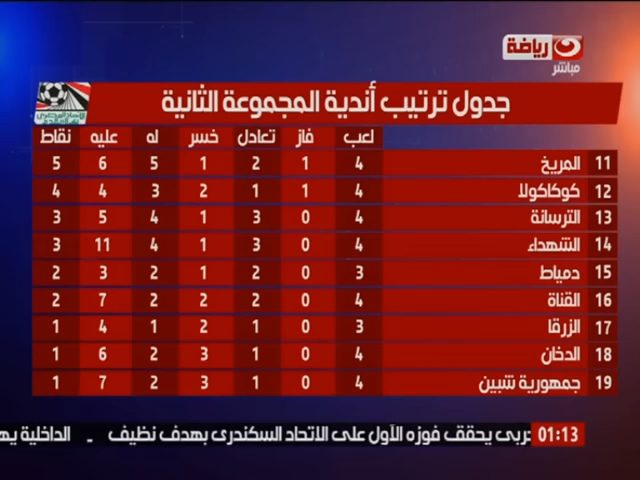 رياضة
مباشر
جدول ترتيب أندية المجموعة الثانية
لعب فاز تعادل خسر له عليه نقاط
11 المريخ 4 1 2 1 5 6 5
12 كوكاكولا 4 1 1 2 3 4 4
13 الترسانة 4 0 3 1 4 5 3
14 الشهداء 4 0 3 1 4 11 3
15 دمياط 3 0 2 1 2 3 2
16 القناة 4 0 2 2 2 7 2
17 الزرقا 3 0 1 2 1 4 1
18 الدخان 4 0 1 3 2 6 1
19 جمهورية شبين 4 0 1 3 2 7 1
01:13 يحقق فوزه الأول على الاتحاد السكندرى بهدف نظيف - الداخلية